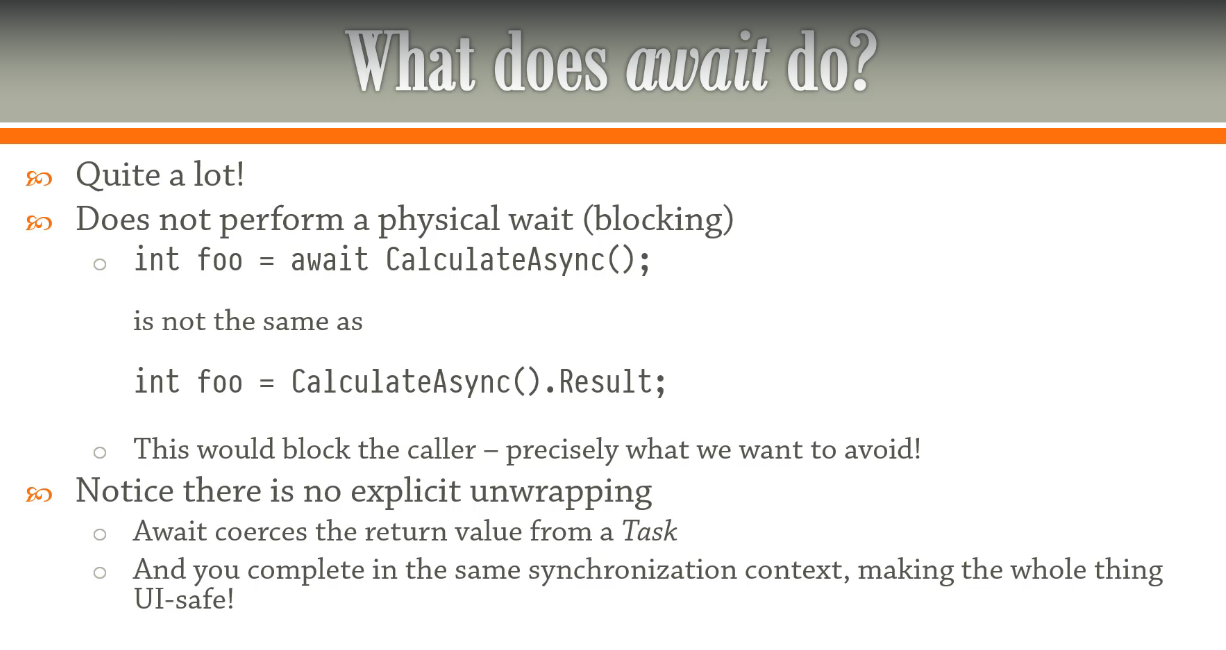 What does await do?
Quite a lot!
Does not perform a physical wait (blocking)
int foo = await CalculateAsync();
is not the same as
int foo = CalculateAsync().Result;
This would block the caller – precisely what we want to avoid!
Notice there is no explicit unwrapping
Await coerces the return value from a Task
And you complete in the same synchronization context, making the whole thing
UI-safe!